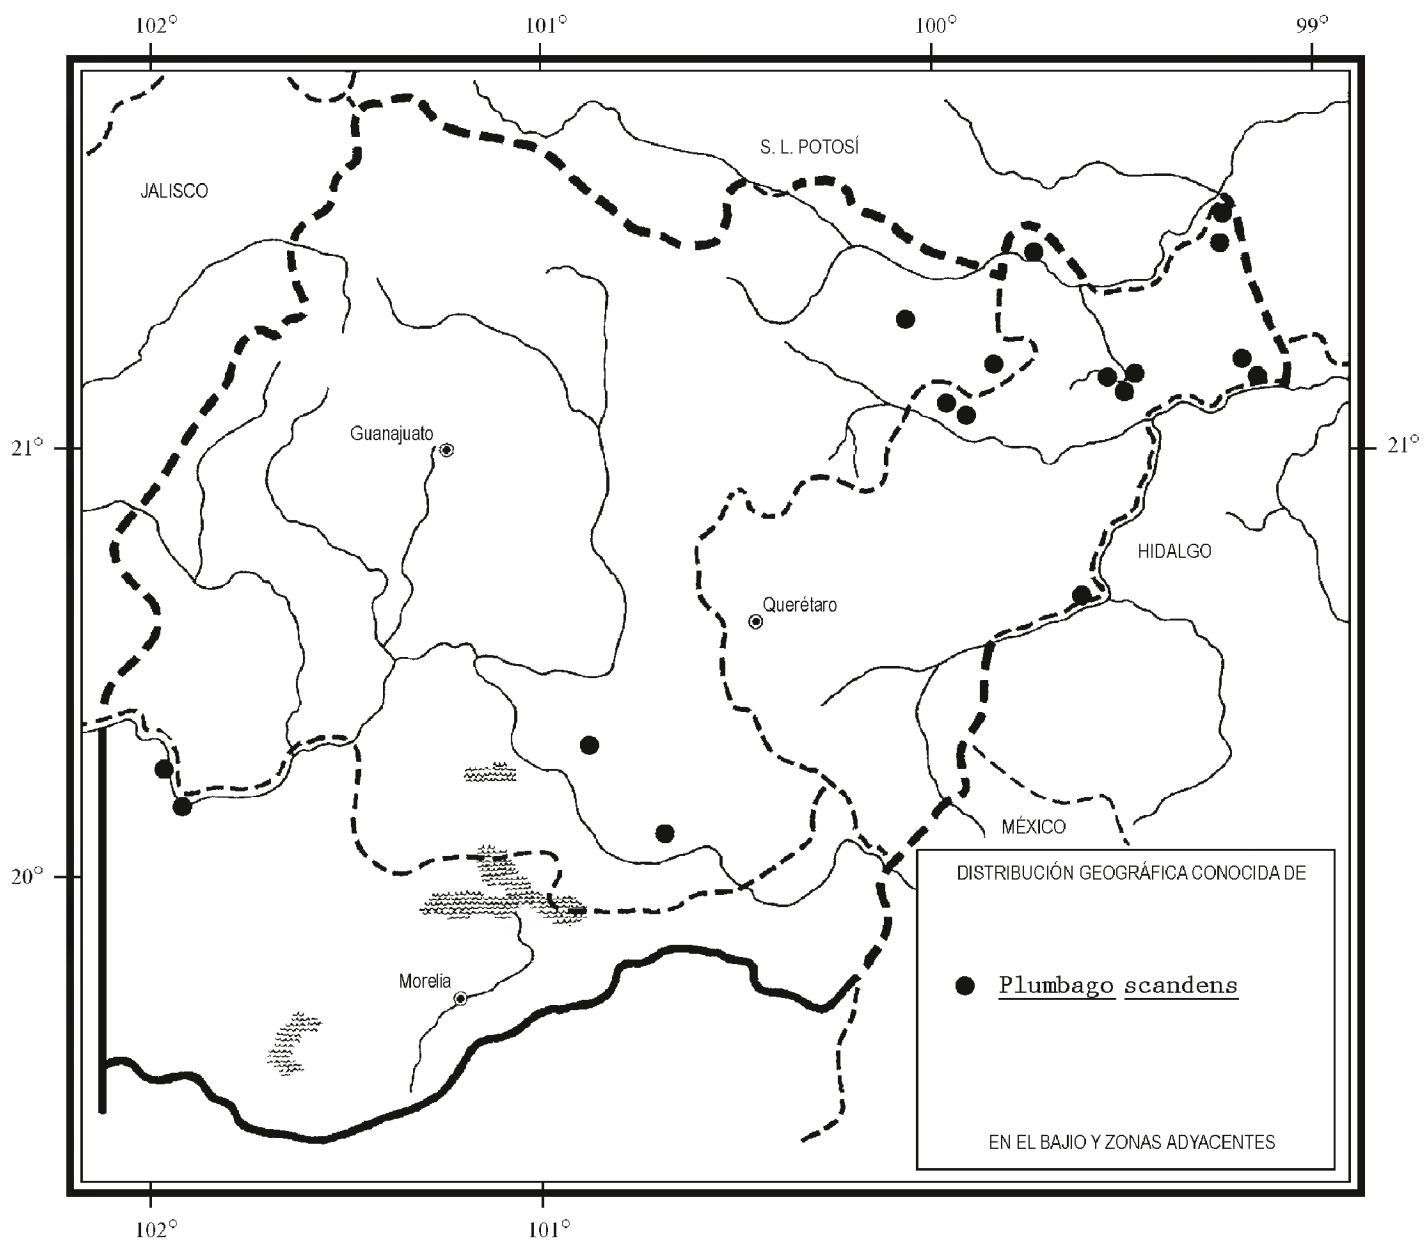 102° 101° 100° 99°
S. L. POTOSÍ
JALISCO
Guanajuato
21° 21°
HIDALGO
Querétaro
MÉXICO
20°
DISTRIBUCIÓN GEOGRÁFICA CONOCIDA DE
Morelia
Plumbago scandens
EN EL BAJIO Y ZONAS ADYACENTES
102° 101°